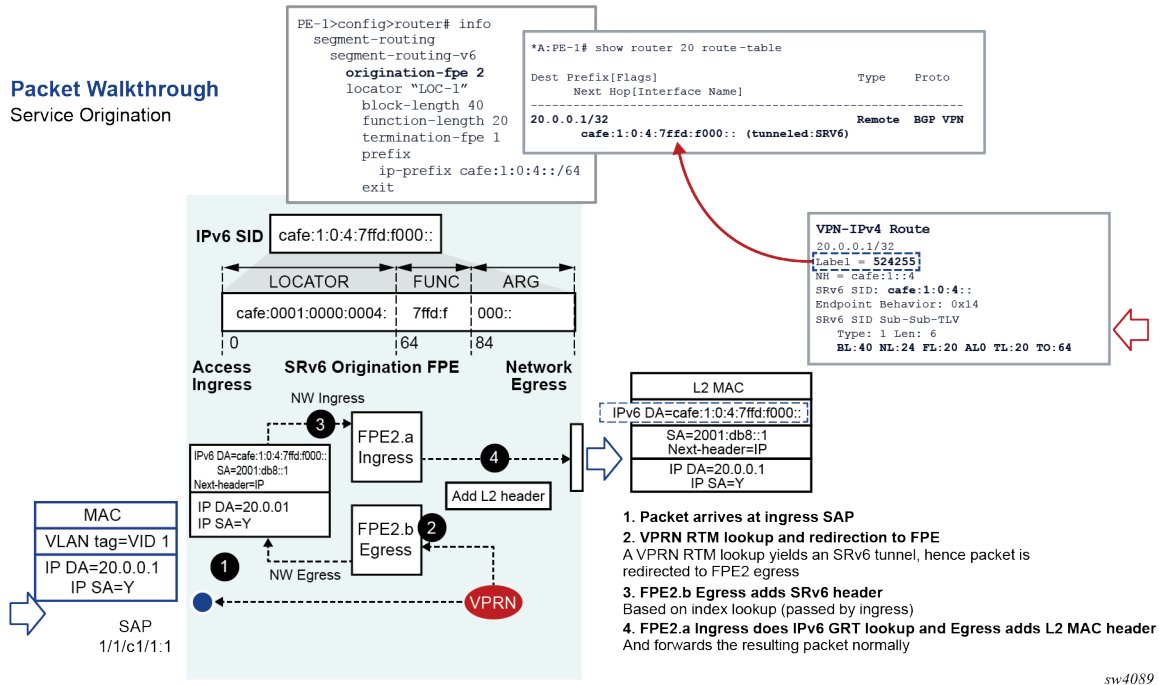 PE-1>config>router# info
segment-routing
segment-routing-v6
origination-fpe 2
locator “LOC-1”
block-length 40
function-length 20
termination-fpe 1
prefix
ip-prefix cafe:1:0:4::/64
exit
*A:PE-1# show router 20 route-table
Dest Prefix[Flags] Type Proto
Next Hop[Interface Name]
-------------------------------------------------------
20.0.0.1/32 Remote BGP VPN
cafe:1:0:4:7ffd:f000:: (tunneled:SRV6)
Packet Walkthrough
Service Origination
VPN-IPv4 Route
20.0.0.1/32
Label = 524255
NH = cafe:1::4
SRv6 SID: cafe:1:0:4::
Endpoint Behavior: 0x14
SRv6 SID Sub-Sub-TLV
Type: 1 Len: 6
BL:40 NL:24 FL:20 AL0 TL:20 TO:64
IPv6 SID
cafe:1:0:4:7ffd:f000::
LOCATOR FUNC ARG
cafe:0001:0000:0004: 7ffd:f 000::
0 64 84
Access
Ingress
SRv6 Origination FPE
Network
Egress
NW Ingress
3
FPE2.a
Ingress
4
Add L2 header
IPv6 DA=cafe:1:0:4:7ffd:f000::
SA=2001:db8::1
Next-header=IP
IP DA=20.0.01
IP SA=Y
FPE2.b
Egress
2
1
NW Egress
VPRN
MAC
VLAN tag=VID 1
IP DA=20.0.0.1
IP SA=Y
SAP
1/1/c1/1:1
L2 MAC
IPv6 DA=cafe:1:0:4:7ffd:f000::
SA=2001:db8::1
Next-header=IP
IP DA=20.0.0.1
IP SA=Y
1. Packet arrives at ingress SAP
2. VPRN RTM lookup and redirection to FPE
A VPRN RTM lookup yields an SRv6 tunnel, hence packet is
redirected to FPE2 egress
3. FPE2.b Egress adds SRv6 header
Based on index lookup (passed by ingress)
4. FPE2.a Ingress does IPv6 GRT lookup and Egress adds L2 MAC header
And forwards the resulting packet normally
sw4089